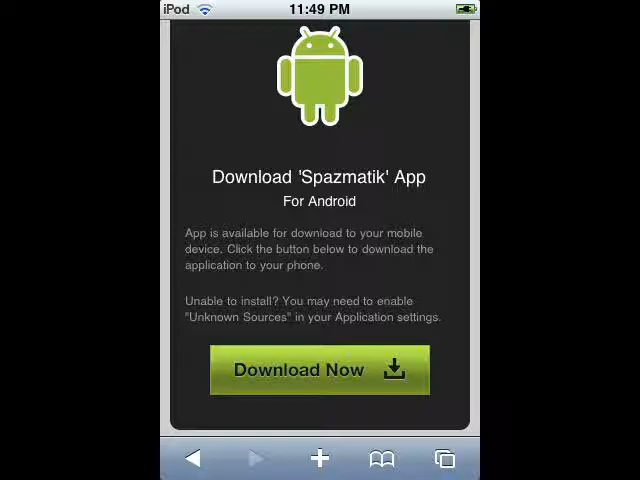 iPod 11:49 PM
Download 'Spazmatik' App
For Android
App is available for download to your mobile
device. Click the button below to download the
application to your phone.
Unable to install? You may need to enable
"Unknown Sources" in your Application settings.
Download Now